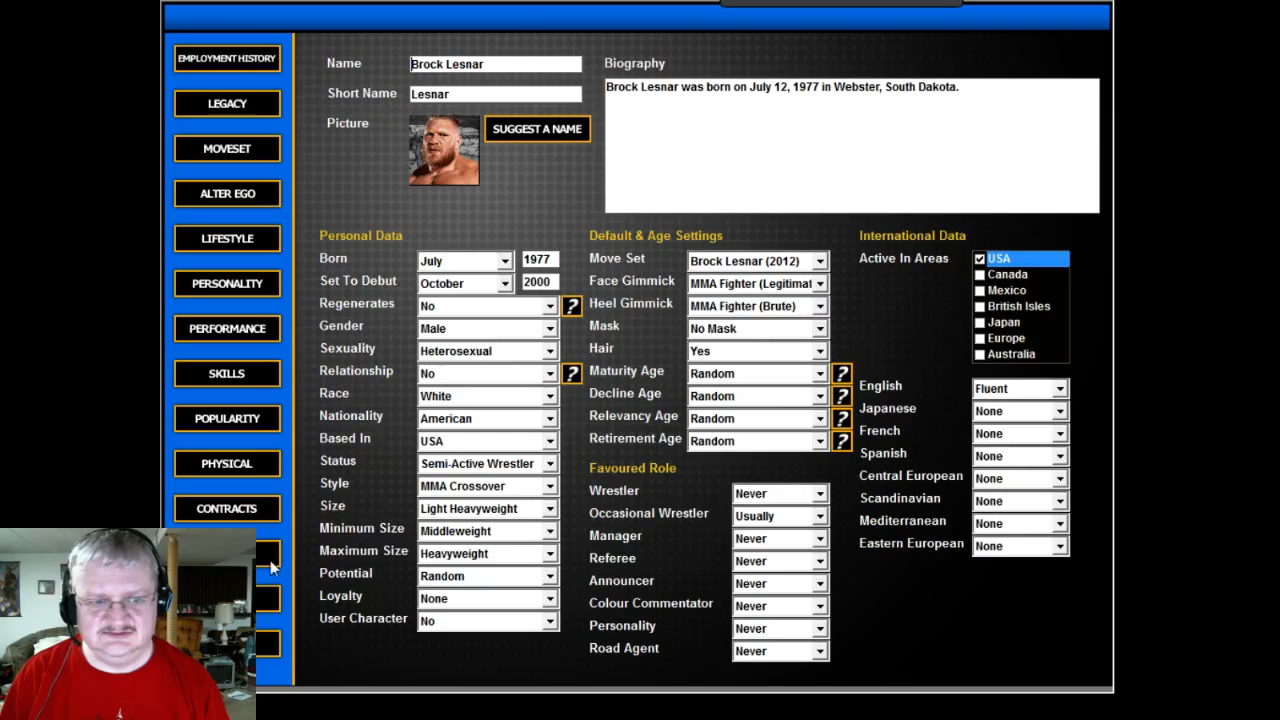 EMPLOYMENT HISTORY
LEGACY
MOVESET
ALTER EGO
LIFESTYLE
PERSONALITY
PERFORMANCE
SKILLS
POPULARITY
PHYSICAL
CONTRACTS
Name Brock Lesnar
Short Name Lesnar
Picture SUGGEST A NAME
Biography
Brock Lesnar was born on July 12, 1977 in Webster, South Dakota.
Personal Data
Born July 1977
Set To Debut October 2000
Regenerates No ?
Gender Male
Sexuality Heterosexual
Relationship No ?
Race White
Nationality American
Based In USA
Status Semi-Active Wrestler
Style MMA Crossover
Size Light Heavyweight
Minimum Size Middleweight
Maximum Size Heavyweight
Potential Random
Loyalty None
User Character No
Default & Age Settings
Move Set Brock Lesnar (2012)
Face Gimmick MMA Fighter (Legitimat
Heel Gimmick MMA Fighter (Brute)
Mask No Mask
Hair Yes
Maturity Age Random ?
Decline Age Random ?
Relevancy Age Random ?
Retirement Age Random ?
Favoured Role
Wrestler Never
Occasional Wrestler Usually
Manager Never
Referee Never
Announcer Never
Colour Commentator Never
Personality Never
Road Agent Never
International Data
Active In Areas USA
Canada
Mexico
British Isles
Japan
Europe
Australia
English Fluent
Japanese None
French None
Spanish None
Central European None
Scandinavian None
Mediterranean None
Eastern European None